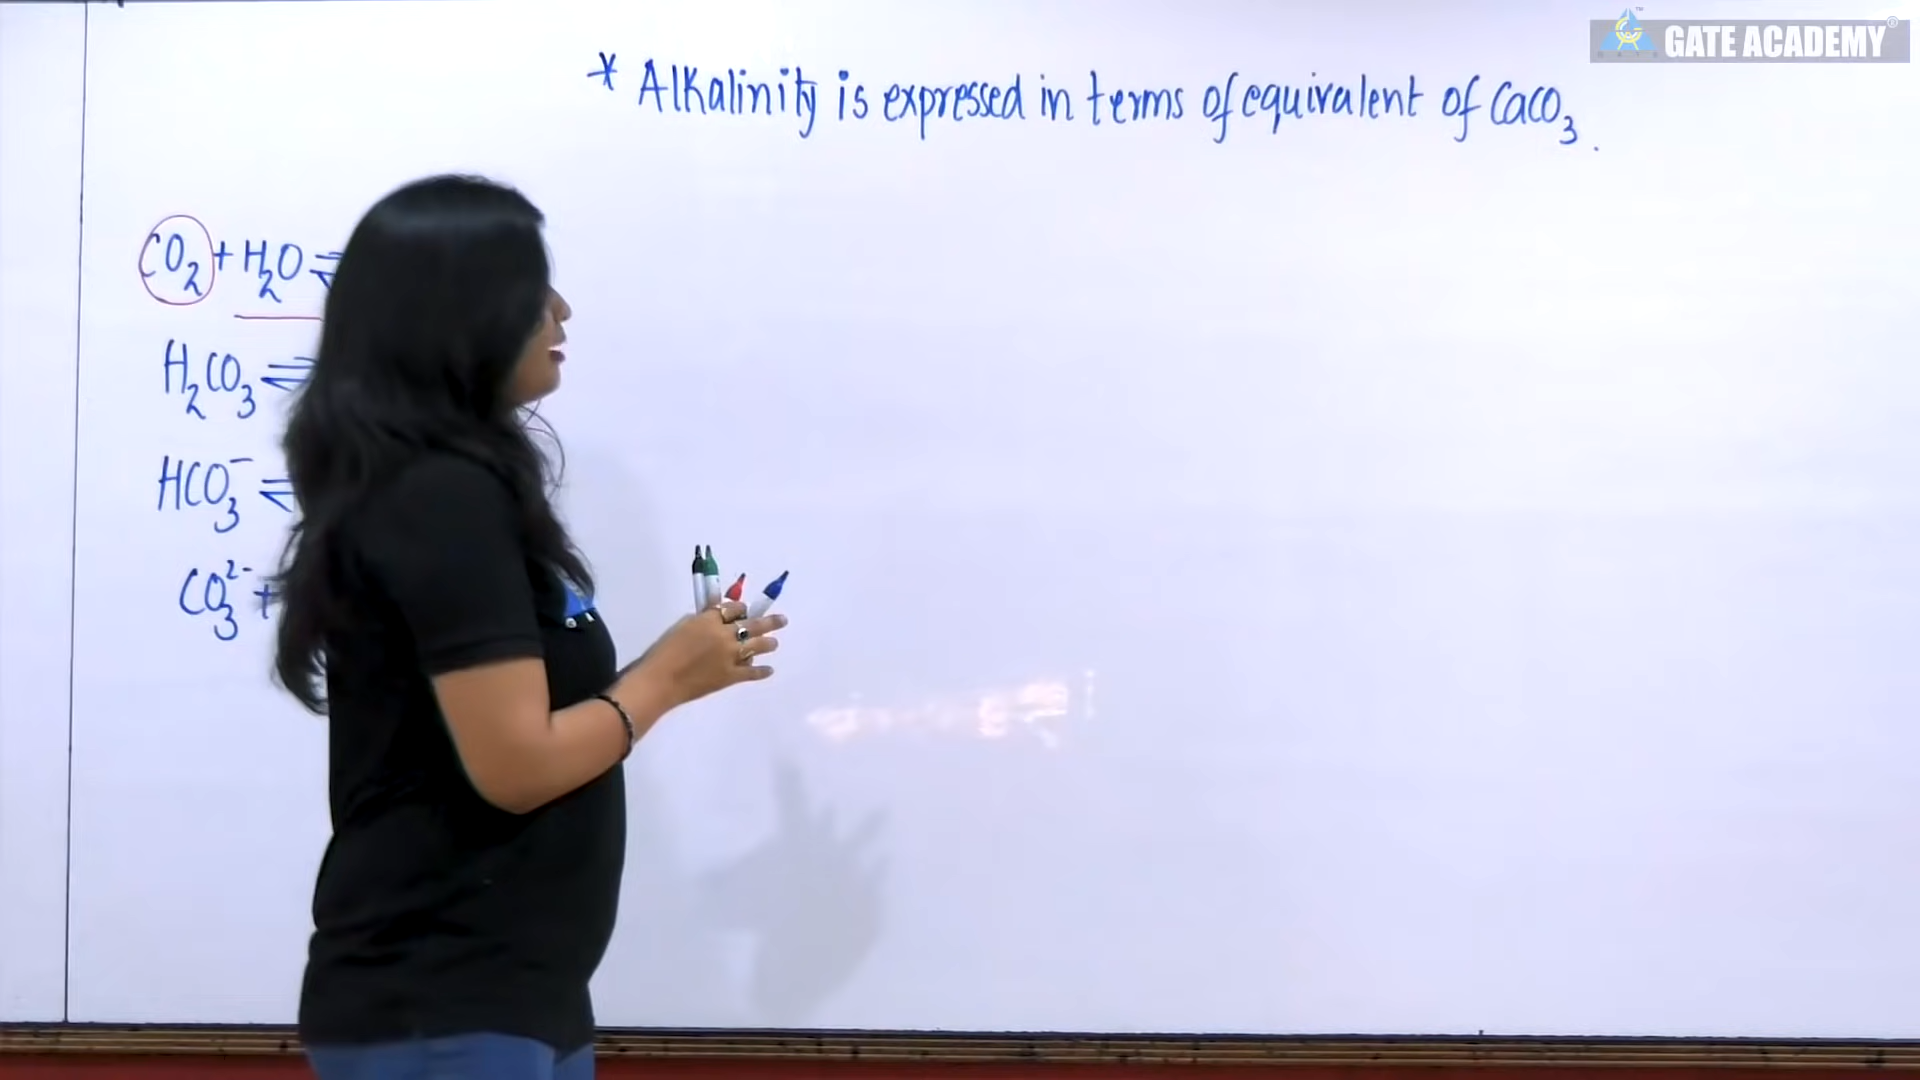 GATE ACADEMY
* Alkalinity is expressed in terms of equivalent of CaCO₃.
CO₂ + H₂O ⇌
H₂CO₃ ⇌
HCO₃⁻ ⇌
CO₃²⁻ +